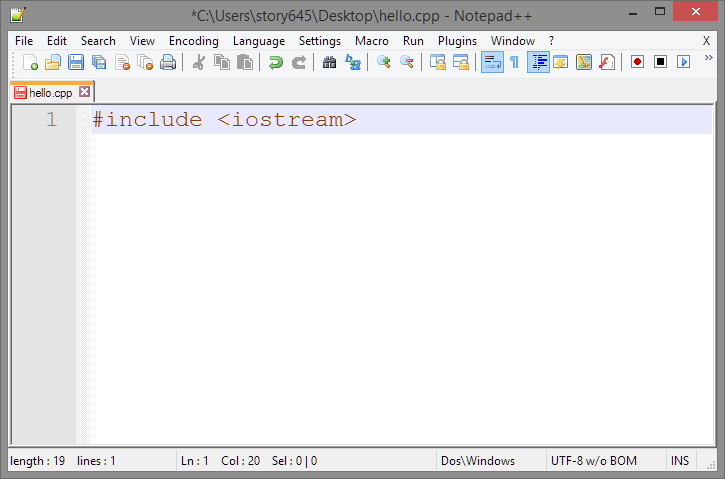 *C:\Users\story645\Desktop\hello.cpp - Notepad++
File Edit Search View Encoding Language Settings Macro Run Plugins Window ? X
hello.cpp
1 #include <iostream>
length : 19 lines : 1 Ln : 1 Col : 20 Sel : 0 | 0 Dos\Windows UTF-8 w/o BOM INS